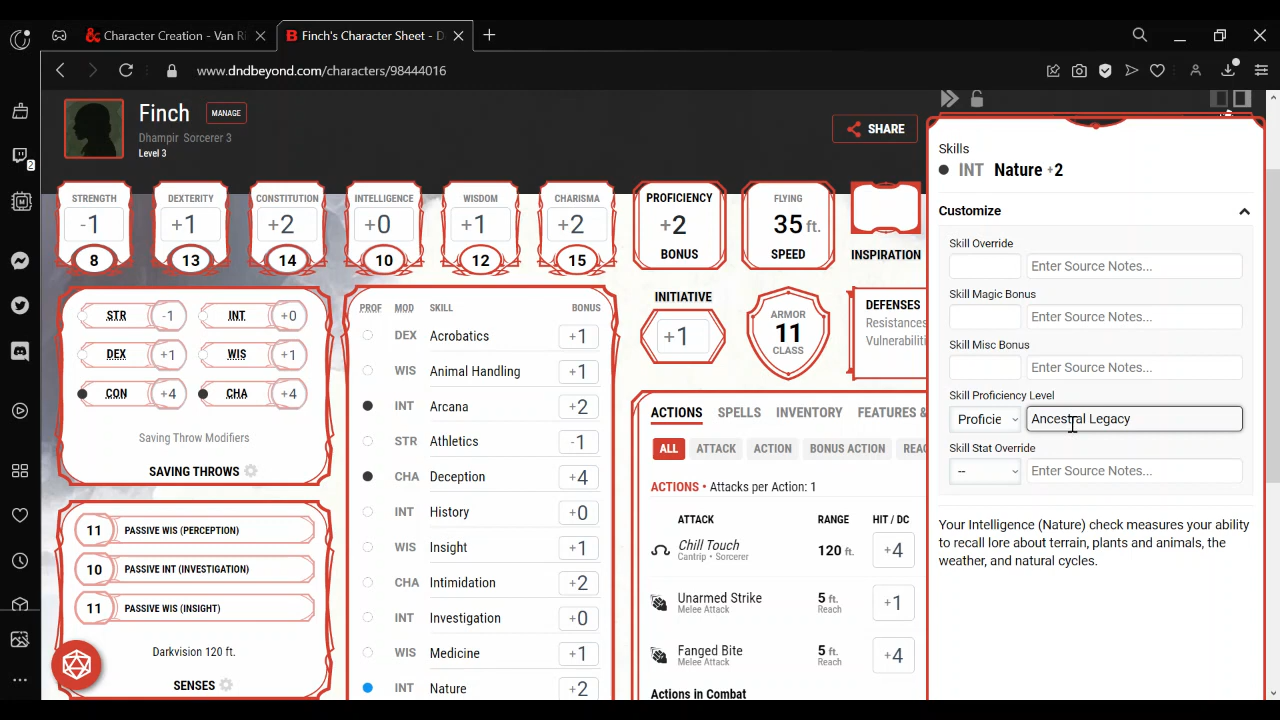 Character Creation - Van Ri
Finch's Character Sheet - D
www.dndbeyond.com/characters/98444016
2
Finch
MANAGE
Dhampir Sorcerer 3
Level 3
SHARE
STRENGTH
-1
8
DEXTERITY
+1
13
CONSTITUTION
+2
14
INTELLIGENCE
+0
10
WISDOM
+1
12
CHARISMA
+2
15
PROFICIENCY
+2
BONUS
FLYING
35 ft.
SPEED
INSPIRATION
STR -1
INT +0
DEX +1
WIS +1
CON +4
CHA +4
Saving Throw Modifiers
SAVING THROWS
11 PASSIVE WIS (PERCEPTION)
10 PASSIVE INT (INVESTIGATION)
11 PASSIVE WIS (INSIGHT)
Darkvision 120 ft.
SENSES
PROF MOD SKILL BONUS
DEX Acrobatics +1
WIS Animal Handling +1
INT Arcana +2
STR Athletics -1
CHA Deception +4
INT History +0
WIS Insight +1
CHA Intimidation +2
INT Investigation +0
WIS Medicine +1
INT Nature +2
INITIATIVE
+1
ARMOR
11
CLASS
DEFENSES
Resistances
Vulnerabiliti
ACTIONS SPELLS INVENTORY FEATURES &
ALL ATTACK ACTION BONUS ACTION REAC
ACTIONS • Attacks per Action: 1
ATTACK RANGE HIT / DC
Chill Touch 120 ft. +4
Cantrip • Sorcerer
Unarmed Strike 5 ft. +1
Melee Attack Reach
Fanged Bite 5 ft. +4
Melee Attack Reach
Actions in Combat
Skills
INT Nature +2
Customize
Skill Override
Enter Source Notes...
Skill Magic Bonus
Enter Source Notes...
Skill Misc Bonus
Enter Source Notes...
Skill Proficiency Level
Proficie Ancestral Legacy
Skill Stat Override
-- Enter Source Notes...
Your Intelligence (Nature) check measures your ability
to recall lore about terrain, plants and animals, the
weather, and natural cycles.